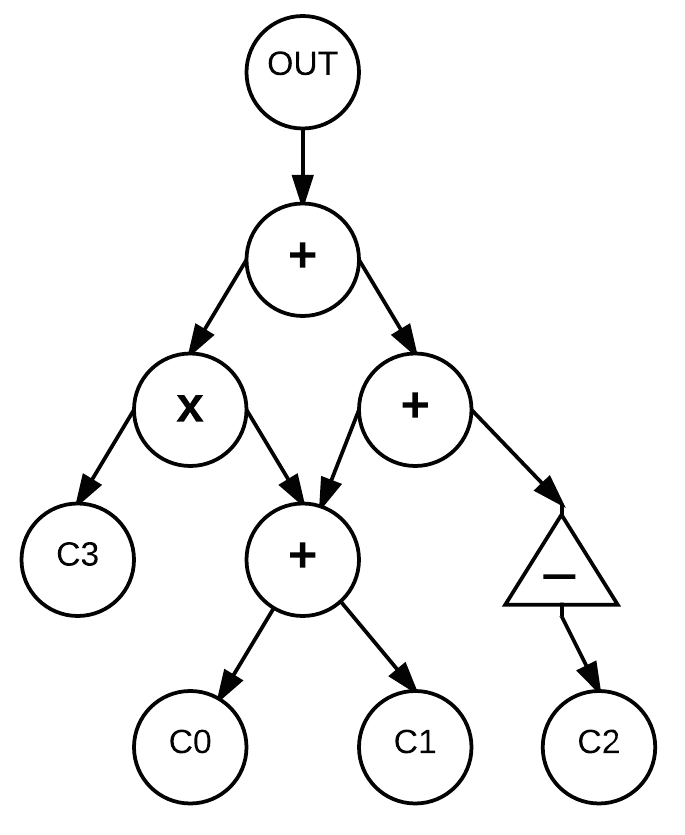 OUT
+
x +
C3 + −
C0 C1 C2